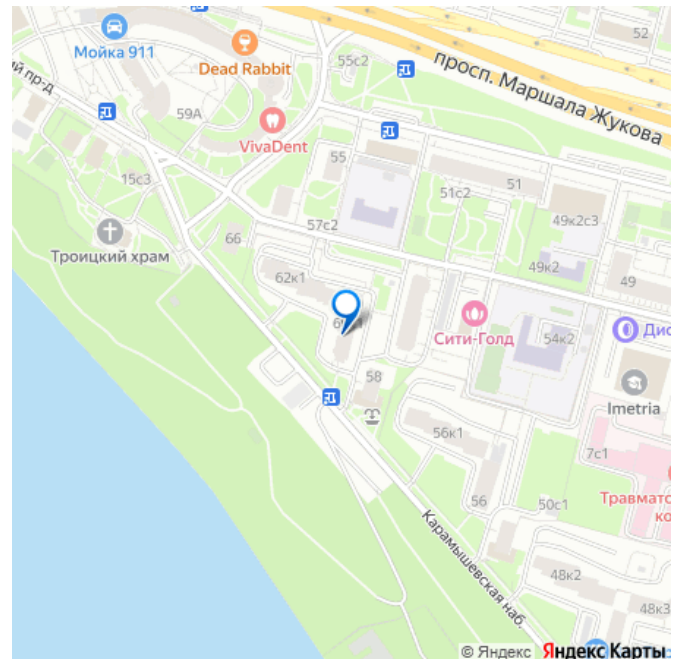 52
Мойка 911
Dead Rabbit
55с2
просп. Маршала Жукова
59А
VivaDent
55
51
51с2
15с3
57с2
49к2с3
Троицкий храм
66
49к2
49
62к1
Сити-Голд
54к2
58
Imetria
56к1
7с1
56
50с1
Карамышевская наб.
48к2
48к3
© Яндекс Яндекс Карты